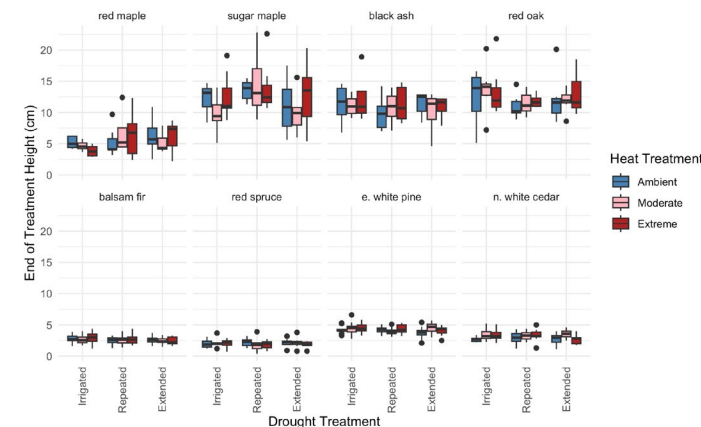 red maple sugar maple black ash red oak
20
15
10
5
0
balsam fir red spruce e. white pine n. white cedar
20
15
10
5
0
End of Treatment Height (cm)
Irrigated Repeated Extended Irrigated Repeated Extended Irrigated Repeated Extended Irrigated Repeated Extended
Drought Treatment
Heat Treatment
Ambient
Moderate
Extreme